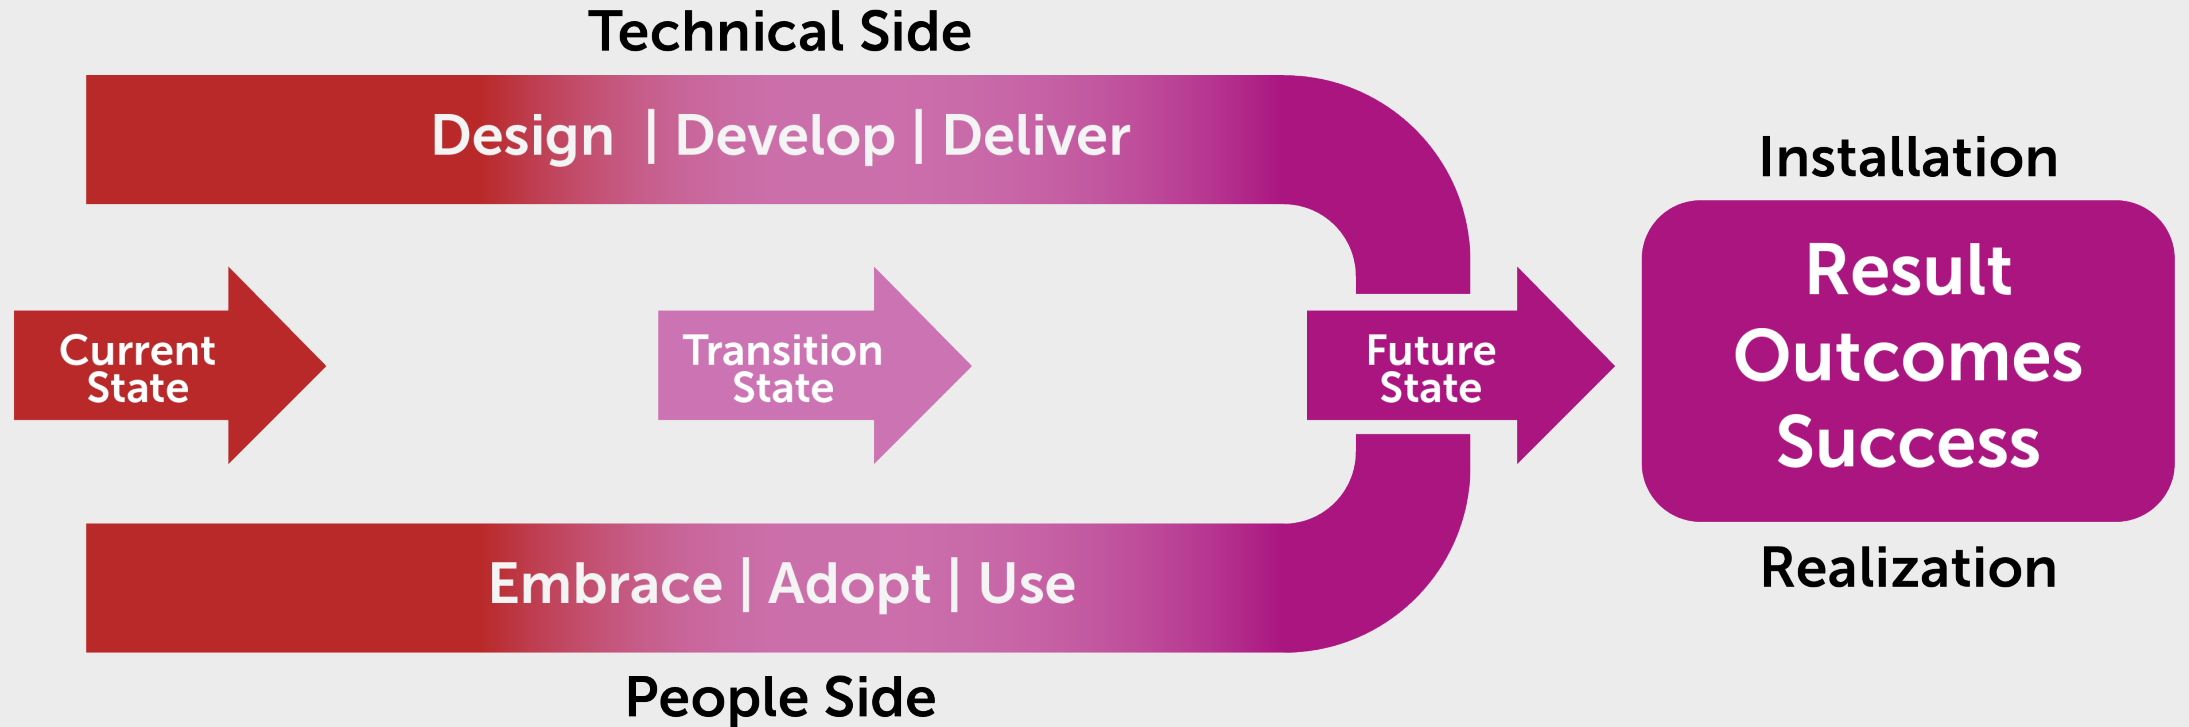 Technical Side
Design | Develop | Deliver
Installation
Result
Outcomes
Success
Current
State
Transition
State
Future
State
Embrace | Adopt | Use
Realization
People Side